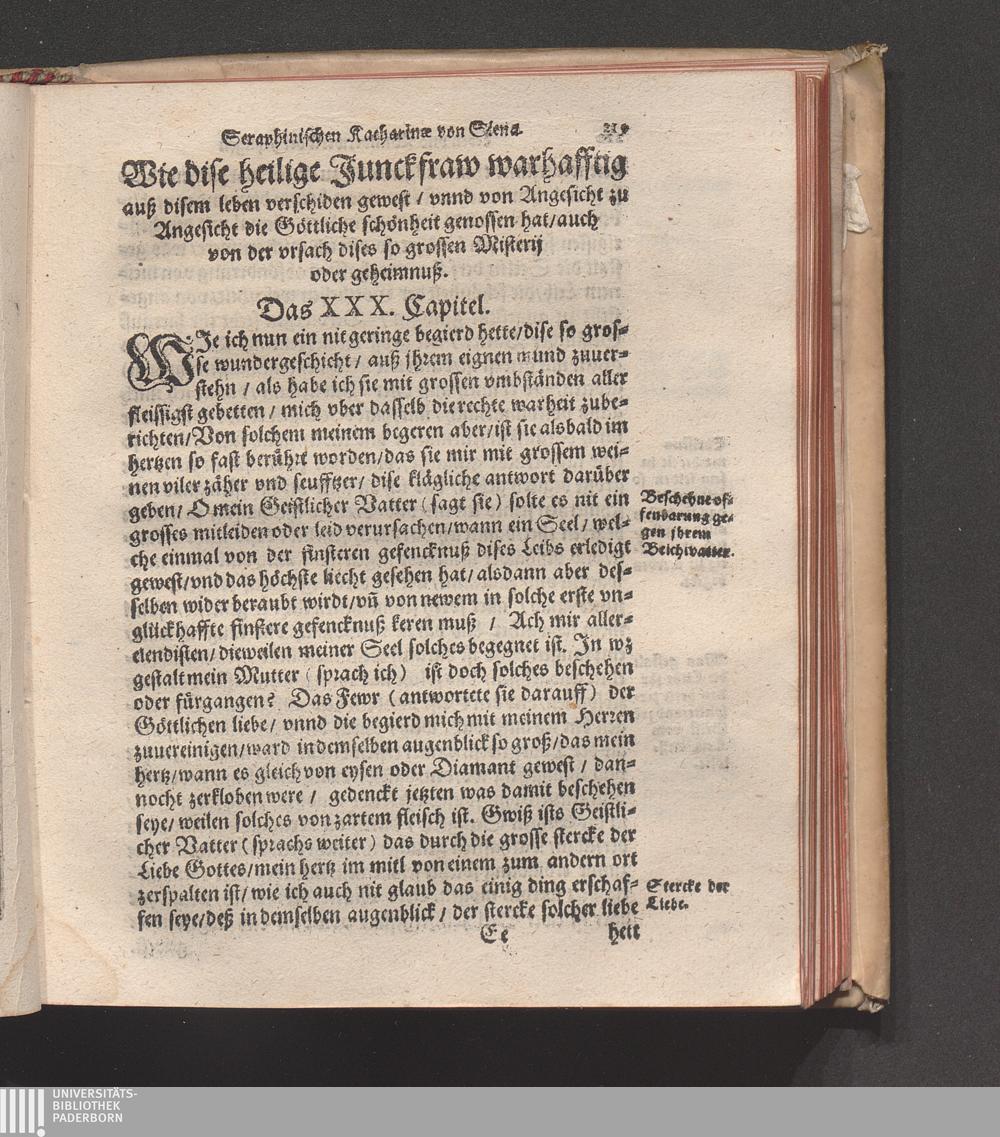 Seraphinischen Katharinæ von Siena.
Wie dise heilige Junckfraw warhafftig
auß disem leben verschiden gewest / vnnd von Angesicht zu
Angesicht die Göttliche schönheit genossen hat / auch
von der vrsach dises so grossen Misterij
oder geheimnuß.
Das XXX. Capitel.
WJe ich nun ein nit geringe begierd hette / dise so gros-
se wundergeschicht / auß jhrem eignen mund zuuer-
stehn / als habe ich sie mit grossen vmbständen aller
fleissigst gebetten / mich vber dasselb die rechte warheit zube-
richten / Von solchem meinem begeren aber / ist sie alsbald im
hertzen so fast berührt worden / das sie mir mit grossem wei-
nen viler zäher vnd seufftzer / dise klägliche antwort darüber
geben / O mein Geistlicher Vatter ( sagt sie ) solte es nit ein
grosses mitleiden oder leid verursachen / wann ein Seel / wel-
che einmal von der finsteren gefencknuß dises Leibs erledigt
gewest / vnd das höchste liecht gesehen hat / alsdann aber des-
selben wider beraubt wirdt / vñ von newem in solche erste vn-
glückhaffte finstere gefencknuß keren muß / Ach mir aller-
elendisten / dieweilen meiner Seel solches begegnet ist. Jn wz
gestalt mein Mutter ( sprach ich ) ist doch solches beschehen
oder fürgangen? Das Fewr ( antwortete sie darauff ) der
Göttlichen liebe / vnnd die begierd mich mit meinem Herren
zuuereinigen / ward in demselben augenblick so groß / das mein
hertz / wann es gleich von eysen oder Diamant gewest / dan-
nocht zerkloben were / gedenckt jetzten was damit beschehen
seye / weilen solches von zartem fleisch ist. Gwiß ists Geistli-
cher Vatter ( sprachs weiter ) das durch die grosse stercke der
Liebe Gottes / mein hertz im mitl von einem zum andern ort
zerspalten ist / wie ich auch nit glaub das einig ding erschaf-
fen seye / deß in demselben augenblick / der stercke solcher liebe
Ee heit
Beschehne of-
fenbarung ge-
gen jhrem
Beichtvatter.
Stercke der
Liebe.
UNIVERSITÄTS-
BIBLIOTHEK
PADERBORN